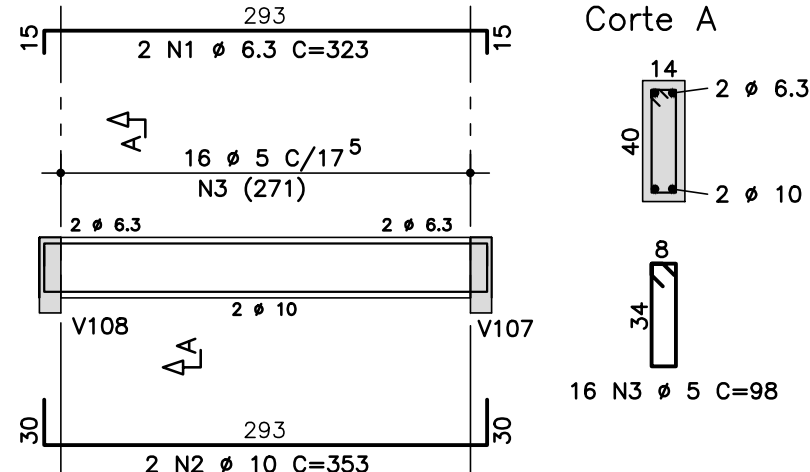 293
15
15
2 N1 ø 6.3 C=323
A
16 ø 5 C/17⁵
N3 (271)
2 ø 6.3
2 ø 6.3
2 ø 10
V108
V107
A
30
293
30
2 N2 ø 10 C=353
Corte A
14
2 ø 6.3
40
2 ø 10
8
34
16 N3 ø 5 C=98